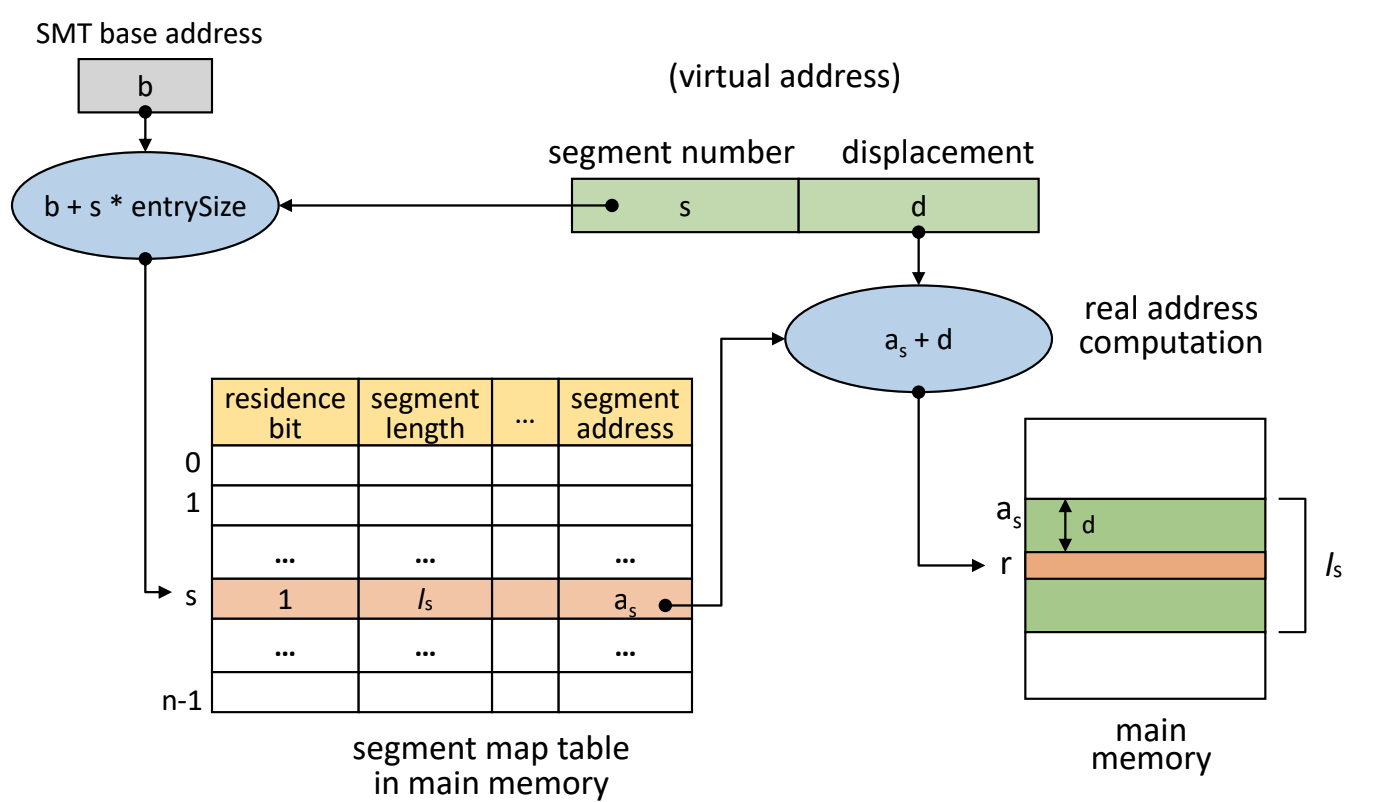 SMT base address
b
(virtual address)
segment number displacement
b + s * entrySize
s d
a_s + d
real address
computation
residence
bit
segment
length
...
segment
address
0
1
... ... ...
s 1 l_s a_s
... ... ...
n-1
segment map table
in main memory
a_s
d
r
l_s
main
memory